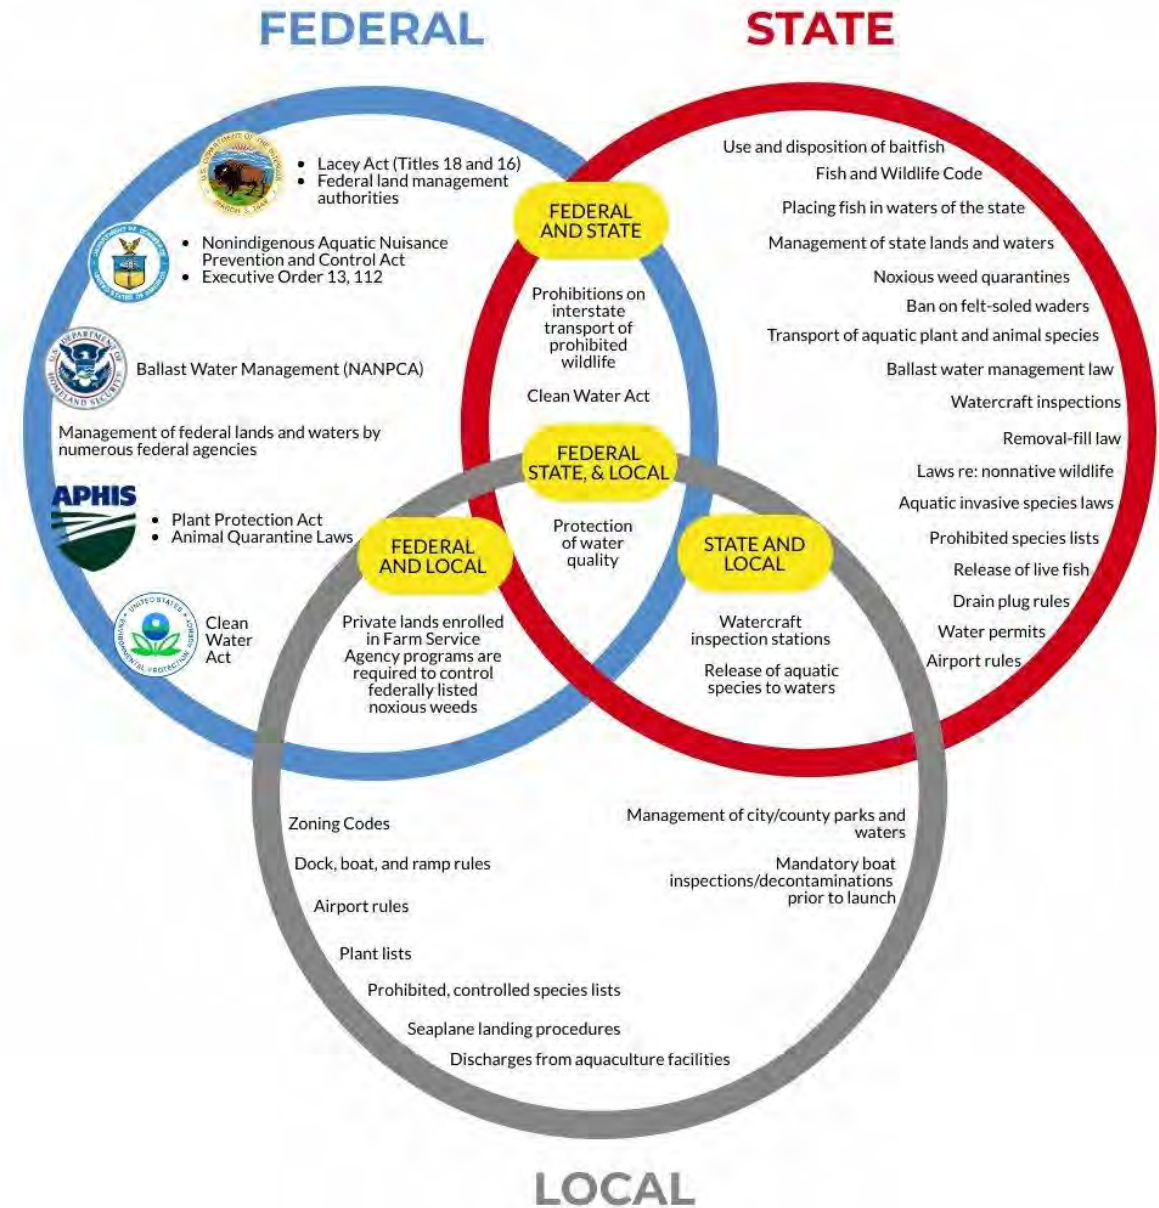 FEDERAL
STATE
• Lacey Act (Titles 18 and 16)
• Federal land management
authorities
• Nonindigenous Aquatic Nuisance
Prevention and Control Act
• Executive Order 13, 112
Ballast Water Management (NANPCA)
Management of federal lands and waters by
numerous federal agencies
APHIS
• Plant Protection Act
• Animal Quarantine Laws
Clean
Water
Act
FEDERAL
AND STATE
Prohibitions on
interstate
transport of
prohibited
wildlife
Clean Water Act
Use and disposition of baitfish
Fish and Wildlife Code
Placing fish in waters of the state
Management of state lands and waters
Noxious weed quarantines
Ban on felt-soled waders
Transport of aquatic plant and animal species
Ballast water management law
Watercraft inspections
Removal-fill law
Laws re: nonnative wildlife
Aquatic invasive species laws
Prohibited species lists
Release of live fish
Drain plug rules
Water permits
Airport rules
FEDERAL
STATE, & LOCAL
Protection
of water
quality
FEDERAL
AND LOCAL
Private lands enrolled
in Farm Service
Agency programs are
required to control
federally listed
noxious weeds
STATE AND
LOCAL
Watercraft
inspection stations
Release of aquatic
species to waters
Zoning Codes
Dock, boat, and ramp rules
Airport rules
Plant lists
Prohibited, controlled species lists
Seaplane landing procedures
Discharges from aquaculture facilities
Management of city/county parks and
waters
Mandatory boat
inspections/decontaminations
prior to launch
LOCAL